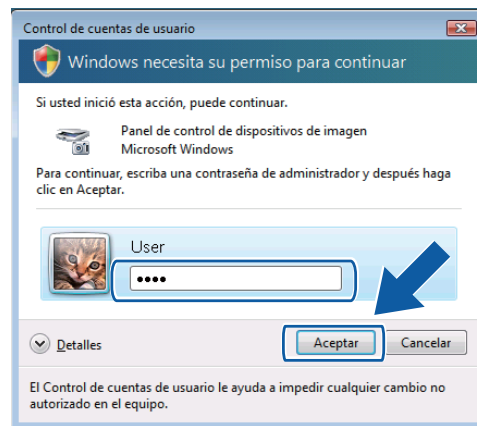 Control de cuentas de usuario
Windows necesita su permiso para continuar
Si usted inició esta acción, puede continuar.
Panel de control de dispositivos de imagen
Microsoft Windows
Para continuar, escriba una contraseña de administrador y después haga
clic en Aceptar.
User
••••
Detalles
Aceptar
Cancelar
El Control de cuentas de usuario le ayuda a impedir cualquier cambio no
autorizado en el equipo.